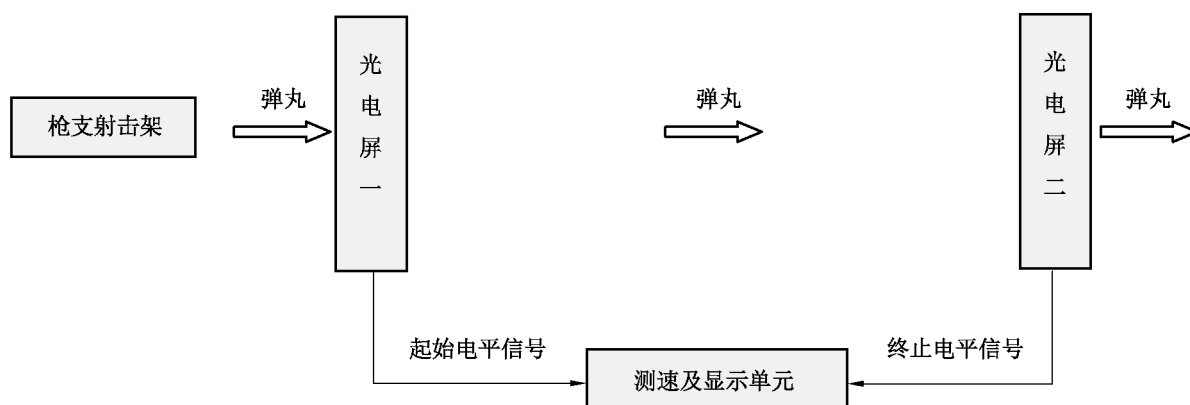 枪支射击架
弹丸
光电屏一
弹丸
光电屏二
弹丸
起始电平信号
测速及显示单元
终止电平信号